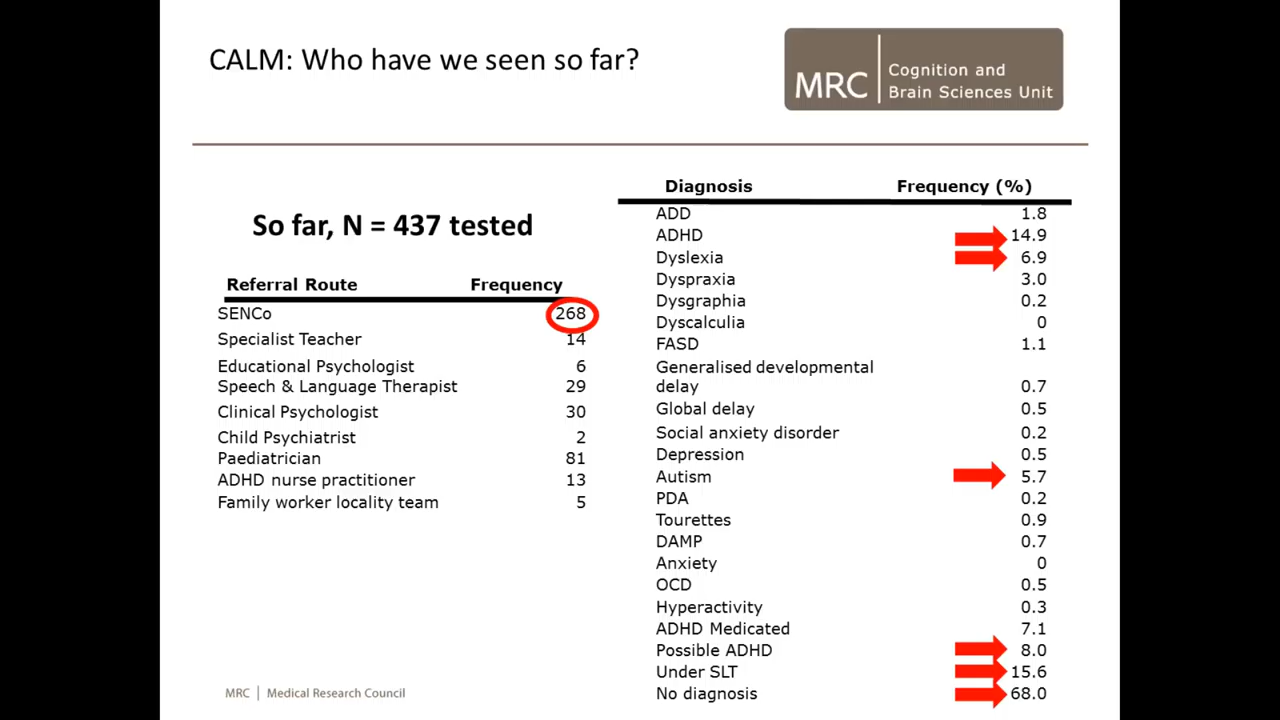 CALM: Who have we seen so far?
MRC
Cognition and
Brain Sciences Unit
So far, N = 437 tested
Referral Route Frequency
SENCo 268
Specialist Teacher 14
Educational Psychologist 6
Speech & Language Therapist 29
Clinical Psychologist 30
Child Psychiatrist 2
Paediatrician 81
ADHD nurse practitioner 13
Family worker locality team 5
Diagnosis Frequency (%)
ADD 1.8
ADHD 14.9
Dyslexia 6.9
Dyspraxia 3.0
Dysgraphia 0.2
Dyscalculia 0
FASD 1.1
Generalised developmental
delay 0.7
Global delay 0.5
Social anxiety disorder 0.2
Depression 0.5
Autism 5.7
PDA 0.2
Tourettes 0.9
DAMP 0.7
Anxiety 0
OCD 0.5
Hyperactivity 0.3
ADHD Medicated 7.1
Possible ADHD 8.0
Under SLT 15.6
No diagnosis 68.0
MRC | Medical Research Council